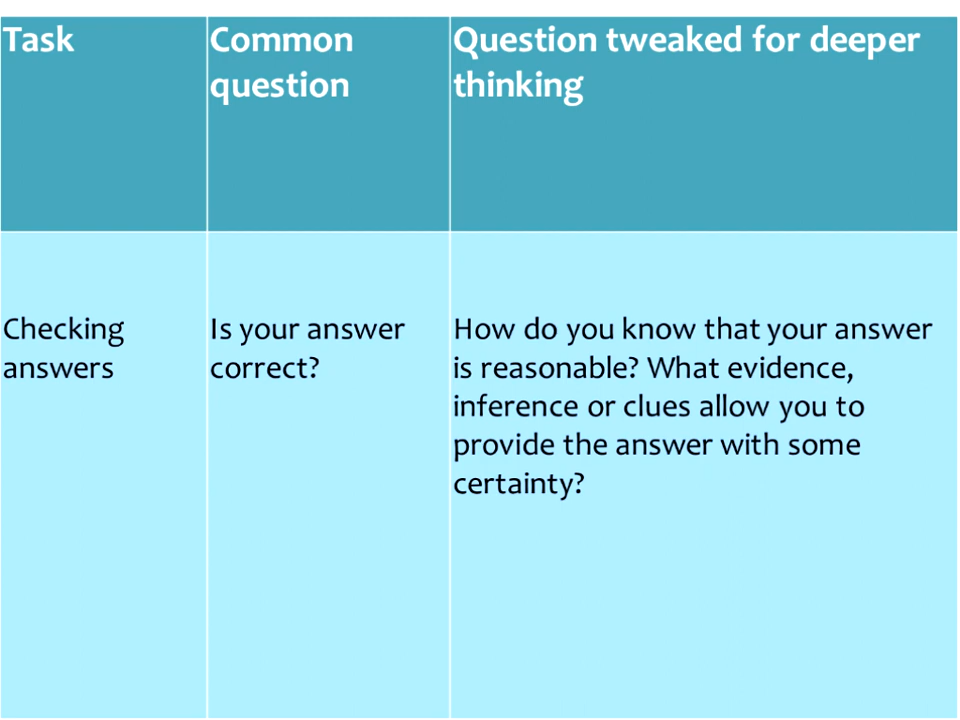 Task
Common
question
Question tweaked for deeper
thinking
Checking
answers
Is your answer
correct?
How do you know that your answer
is reasonable? What evidence,
inference or clues allow you to
provide the answer with some
certainty?